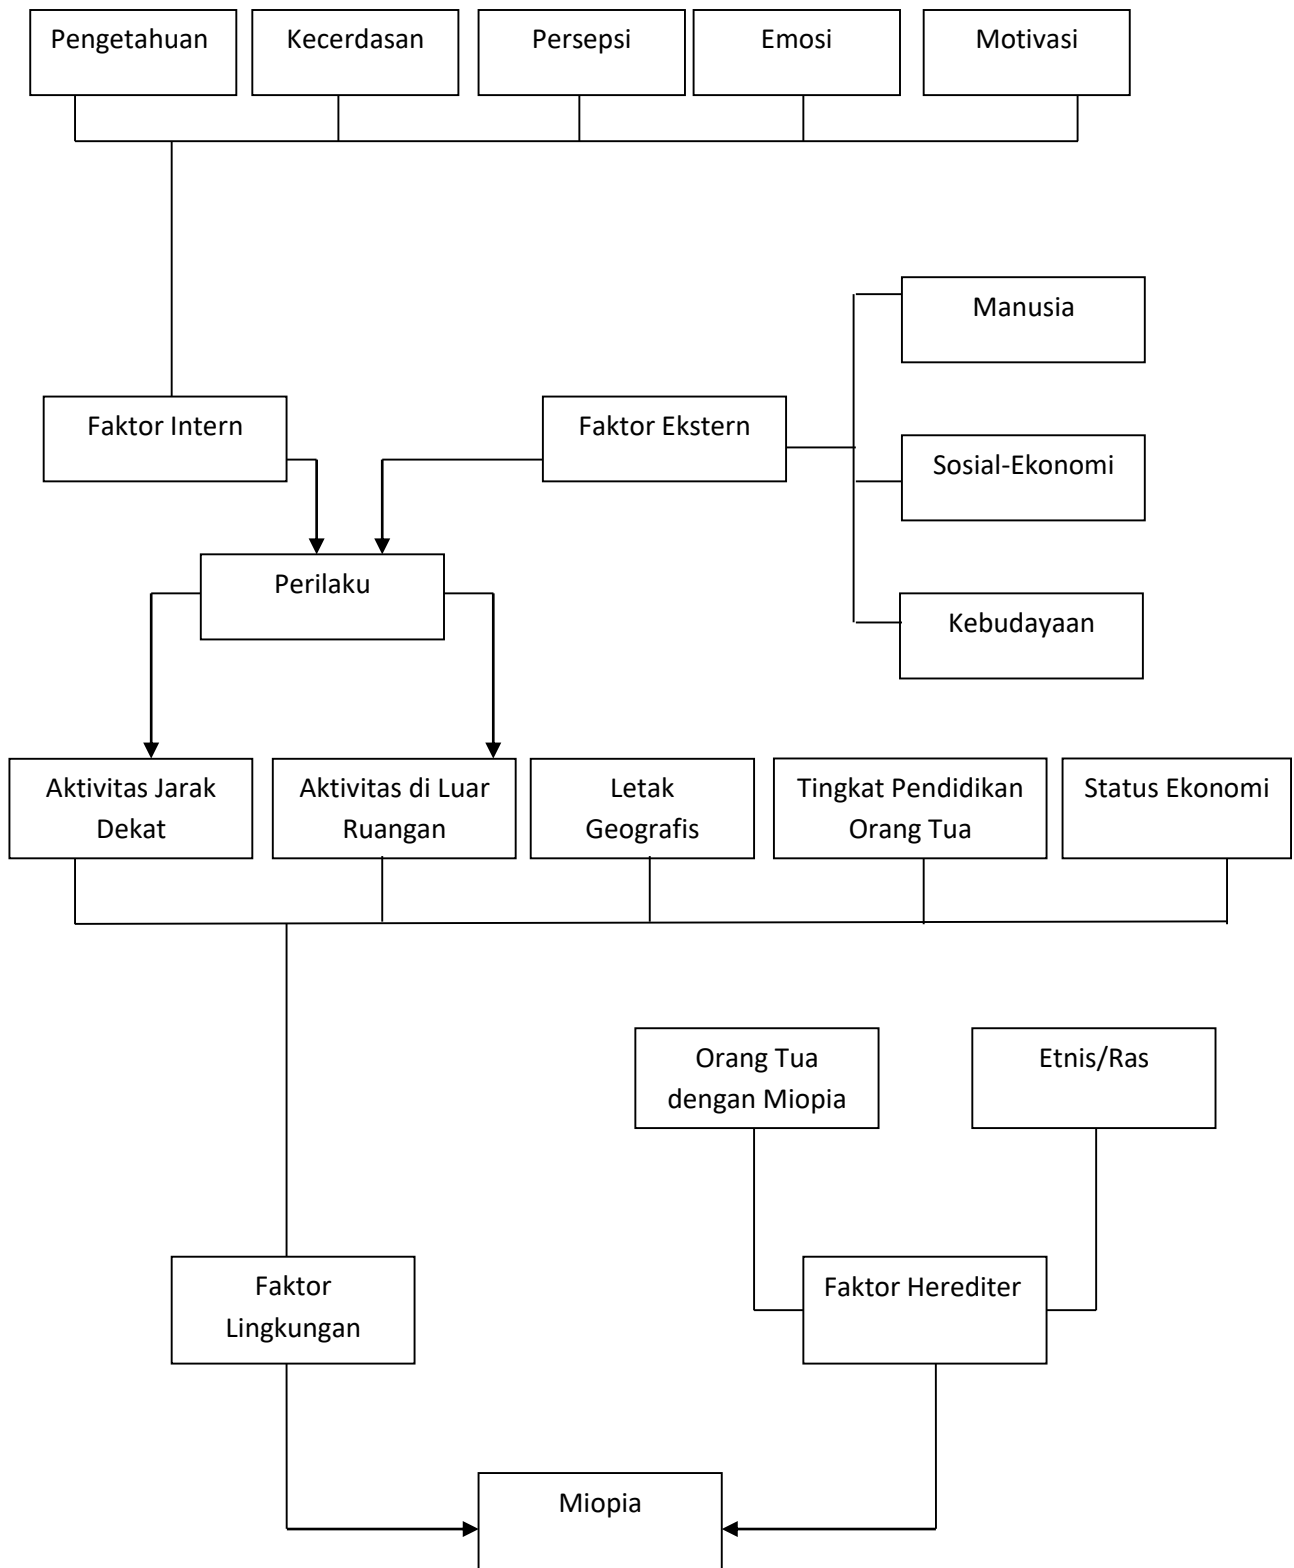 Pengetahuan
Kecerdasan
Persepsi
Emosi
Motivasi
Manusia
Faktor Intern
Faktor Ekstern
Sosial-Ekonomi
Perilaku
Kebudayaan
Aktivitas Jarak
Dekat
Aktivitas di Luar
Ruangan
Letak
Geografis
Tingkat Pendidikan
Orang Tua
Status Ekonomi
Orang Tua
dengan Miopia
Etnis/Ras
Faktor
Lingkungan
Faktor Herediter
Miopia